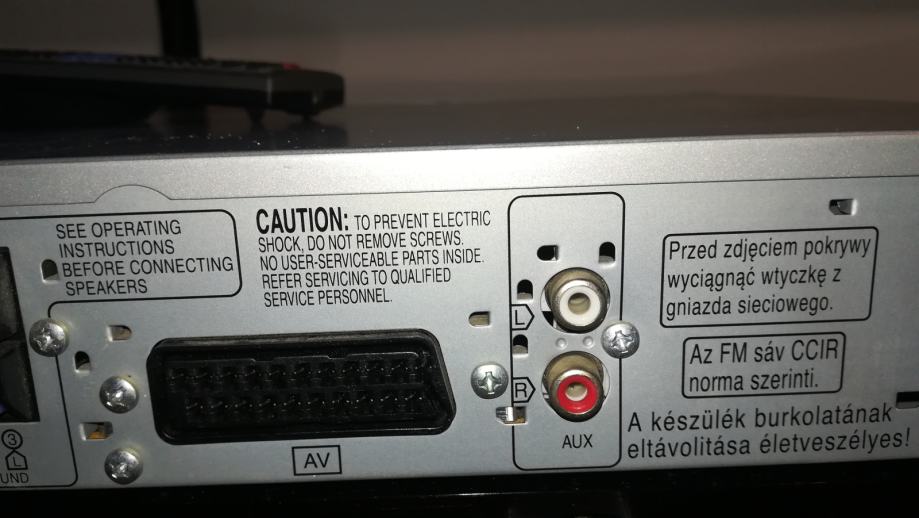 SEE OPERATING
INSTRUCTIONS
BEFORE CONNECTING
SPEAKERS
CAUTION: TO PREVENT ELECTRIC
SHOCK, DO NOT REMOVE SCREWS.
NO USER-SERVICEABLE PARTS INSIDE.
REFER SERVICING TO QUALIFIED
SERVICE PERSONNEL.
L
R
AUX
AV
Przed zdjęciem pokrywy
wyciągnąć wtyczkę z
gniazda sieciowego.
Az FM sáv CCIR
norma szerinti.
A készülék burkolatának
eltávolitása életveszélyes!
3
L
UND